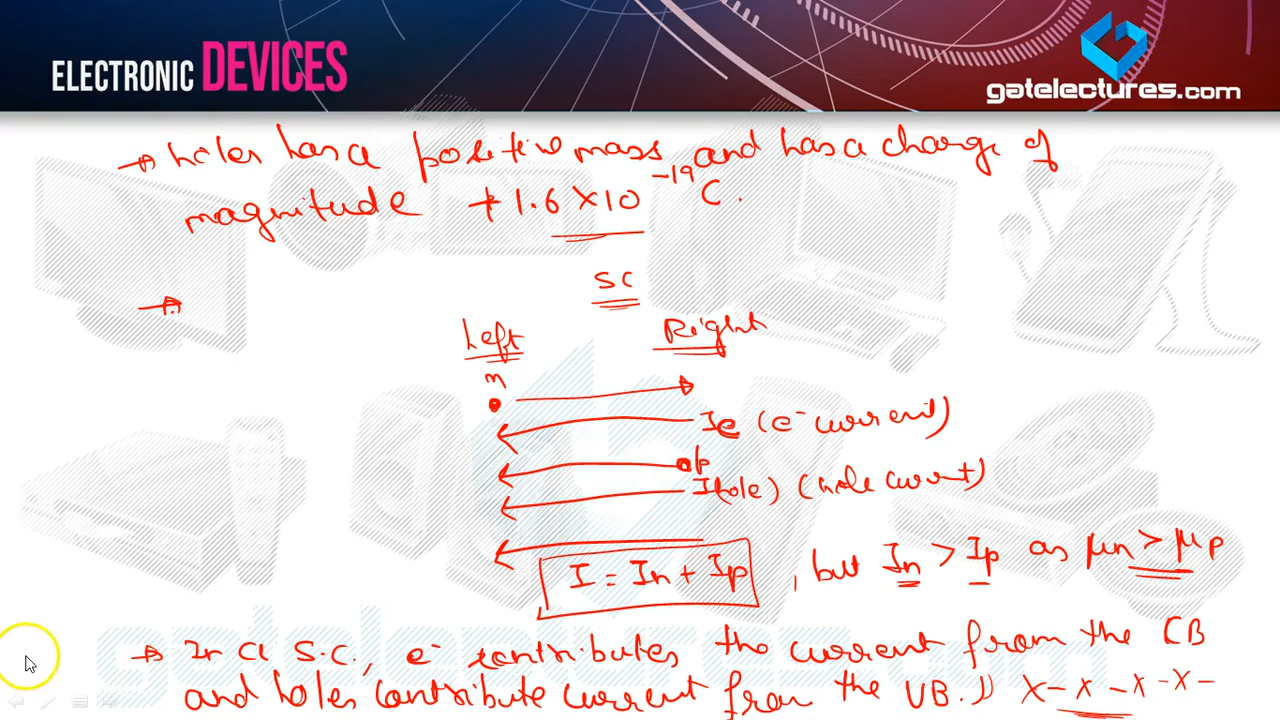 ELECTRONIC DEVICES
gatelectures.com
→ holes has a positive mass and has a charge of
magnitude +1.6 × 10⁻¹⁹ C.
SC
→
Left Right
n
Ie (e⁻ current)
p
I(hole) (hole current)
I = In + Ip , but In > Ip as μn > μp
→ In a S.C., e⁻ contributes the current from the CB
and holes contribute current from the VB. )) X - X - X - X -